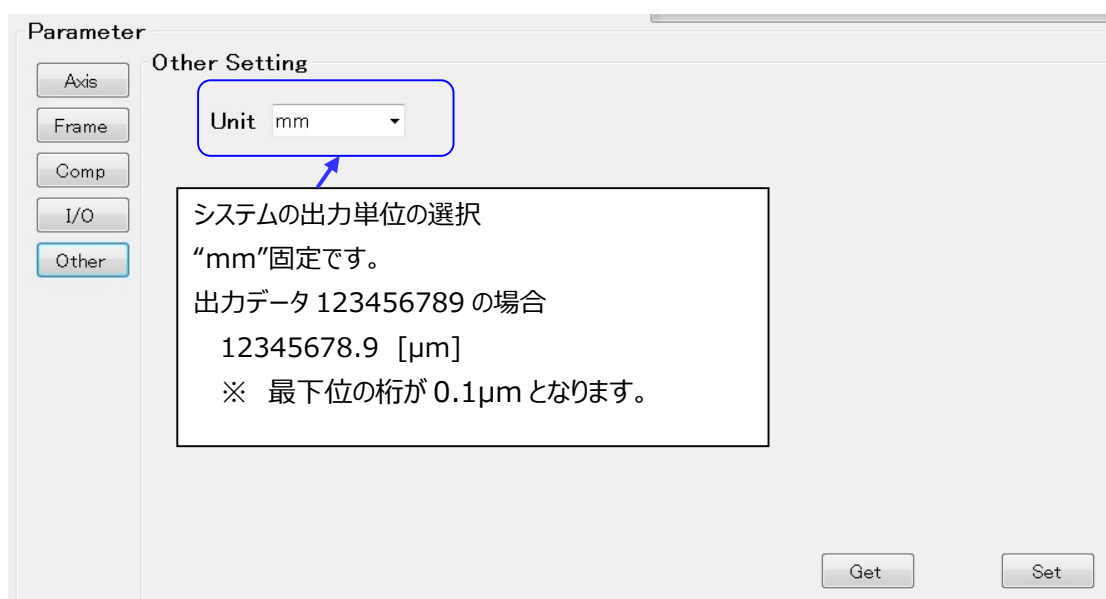 Parameter
Axis
Frame
Comp
I/O
Other
Other Setting
Unit mm
システムの出力単位の選択
“mm”固定です。
出力データ 123456789 の場合
12345678.9 [μm]
※ 最下位の桁が 0.1μm となります。
Get Set